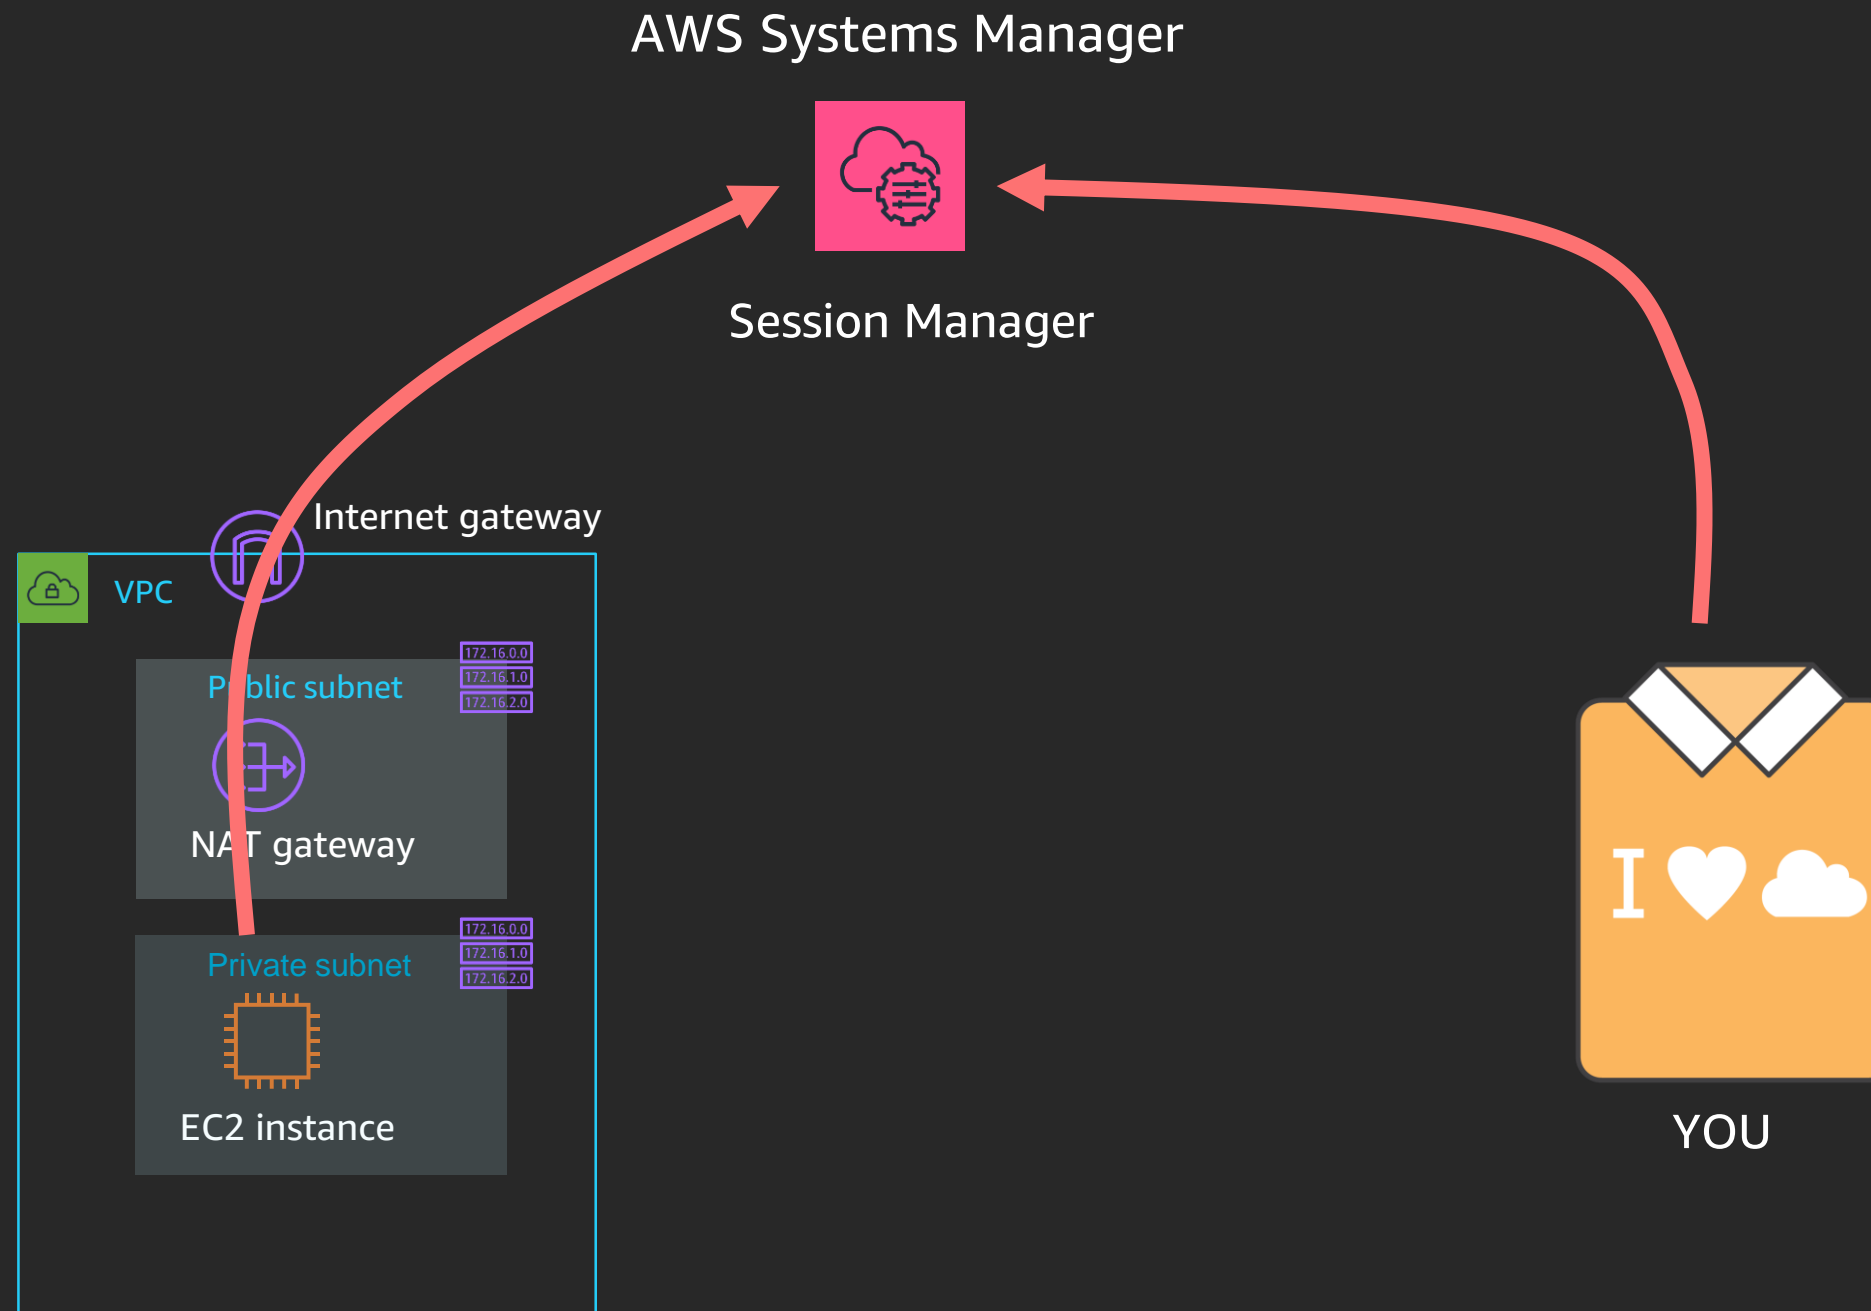 AWS Systems Manager
Session Manager
Internet gateway
VPC
Public subnet
172.16.0.0
172.16.1.0
172.16.2.0
NAT gateway
Private subnet
172.16.0.0
172.16.1.0
172.16.2.0
EC2 instance
I
YOU